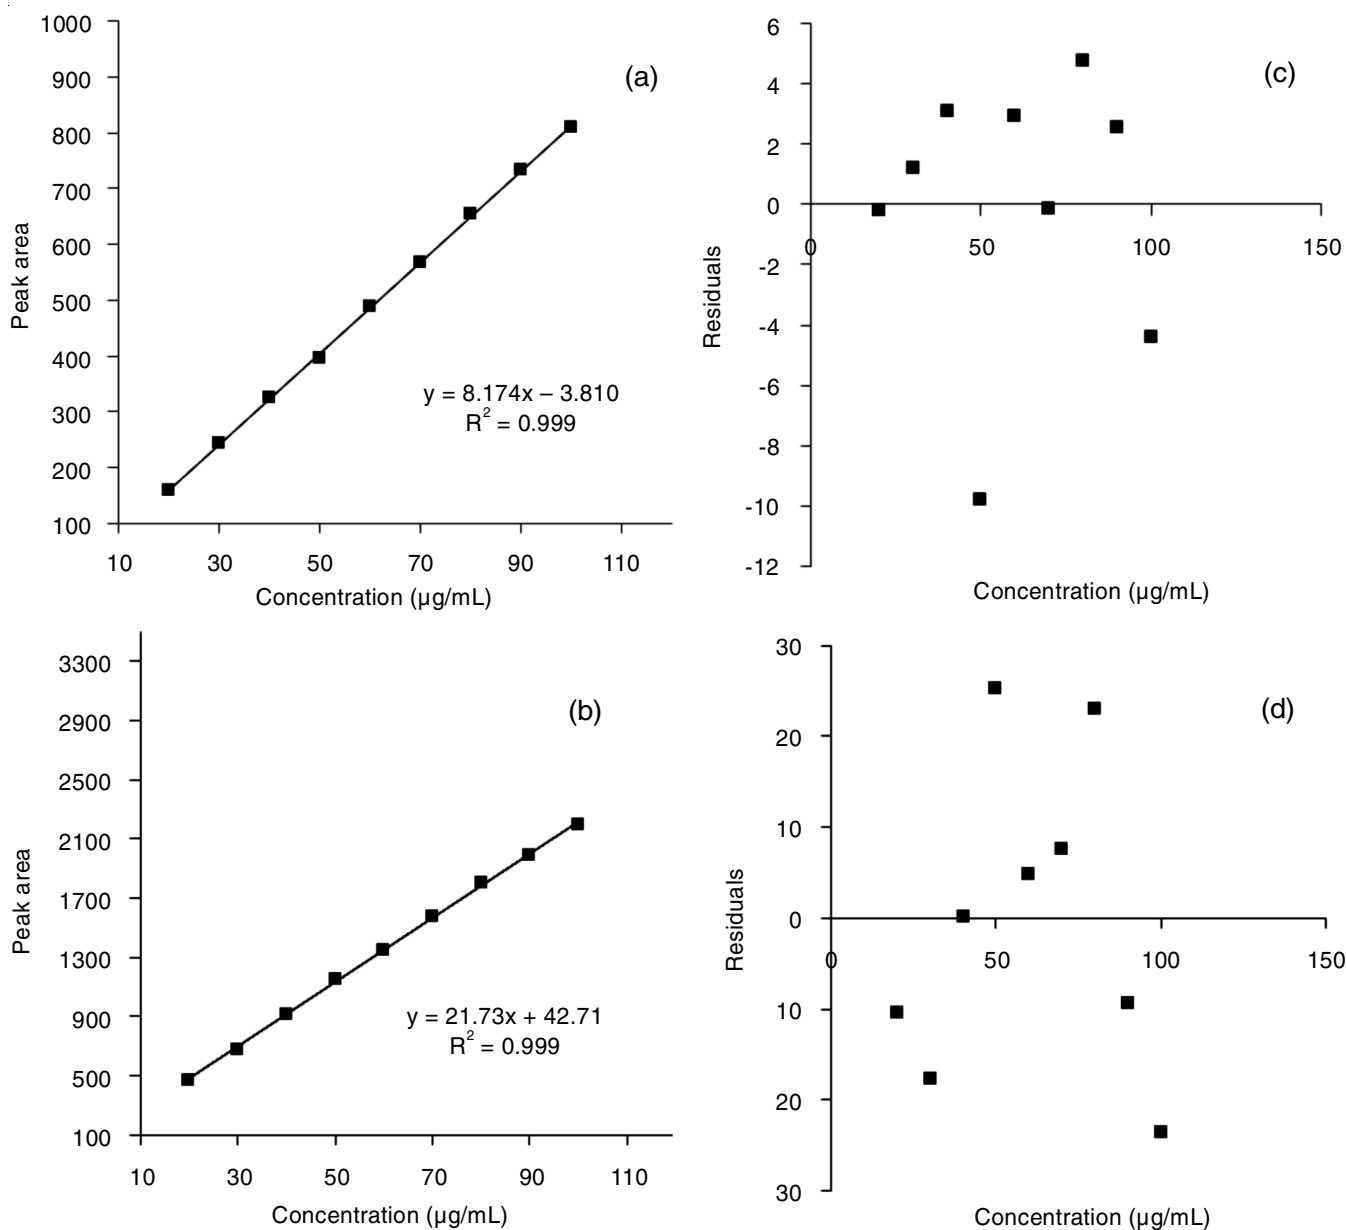 1000
900
800
700
600
500
400
300
200
100
10 30 50 70 90 110
Peak area
Concentration (µg/mL)
(a)
y = 8.174x – 3.810
R² = 0.999
6
4
2
0
-2
-4
-6
-8
-10
-12
0 50 100 150
Residuals
Concentration (µg/mL)
(c)
3300
2900
2500
2100
1700
1300
900
500
100
10 30 50 70 90 110
Peak area
Concentration (µg/mL)
(b)
y = 21.73x + 42.71
R² = 0.999
30
20
10
0
10
20
30
0 50 100 150
Residuals
Concentration (µg/mL)
(d)